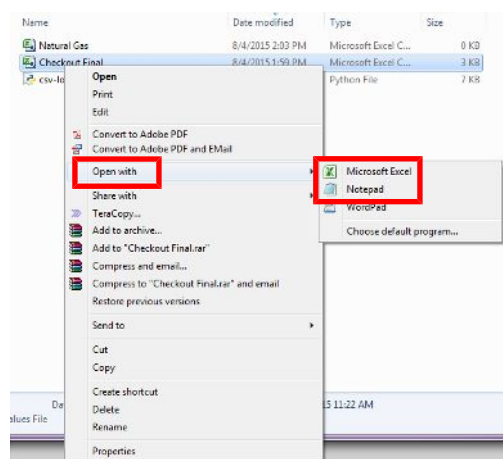 Name Date modified Type Size
Natural Gas 8/4/2015 2:03 PM Microsoft Excel C... 0 KB
Checkout Final 8/4/2015 1:59 PM Microsoft Excel C... 3 KB
Python File 7 KB
Open
Print
Edit
Convert to Adobe PDF
Convert to Adobe PDF and EMail
Open with
Microsoft Excel
Notepad
WordPad
Choose default program...
Share with
TeraCopy...
Add to archive...
Add to "Checkout Final.rar"
Compress and email...
Compress to "Checkout Final.rar" and email
Restore previous versions
Send to
Cut
Copy
Create shortcut
Delete
Rename
Properties
11:22 AM
File